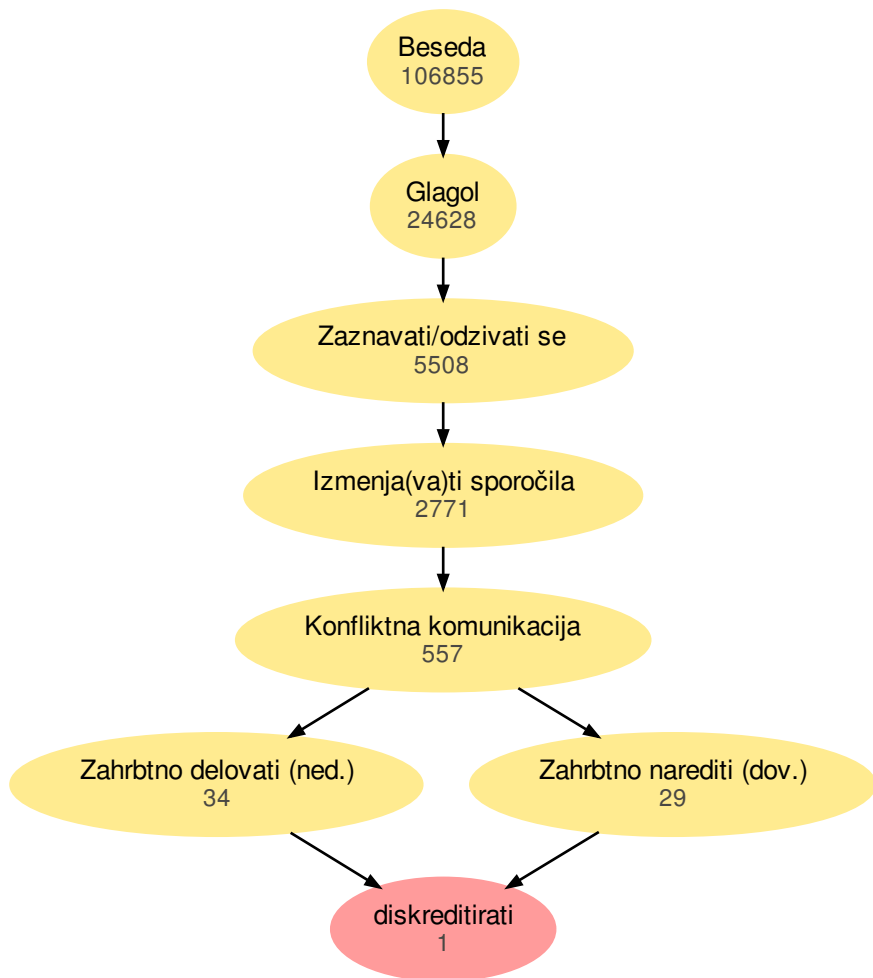 Beseda
106855
Glagol
24628
Zaznavati/odzivati se
5508
Izmenja(va)ti sporočila
2771
Konfliktna komunikacija
557
Zahrbtno delovati (ned.)
34
Zahrbtno narediti (dov.)
29
diskreditirati
1